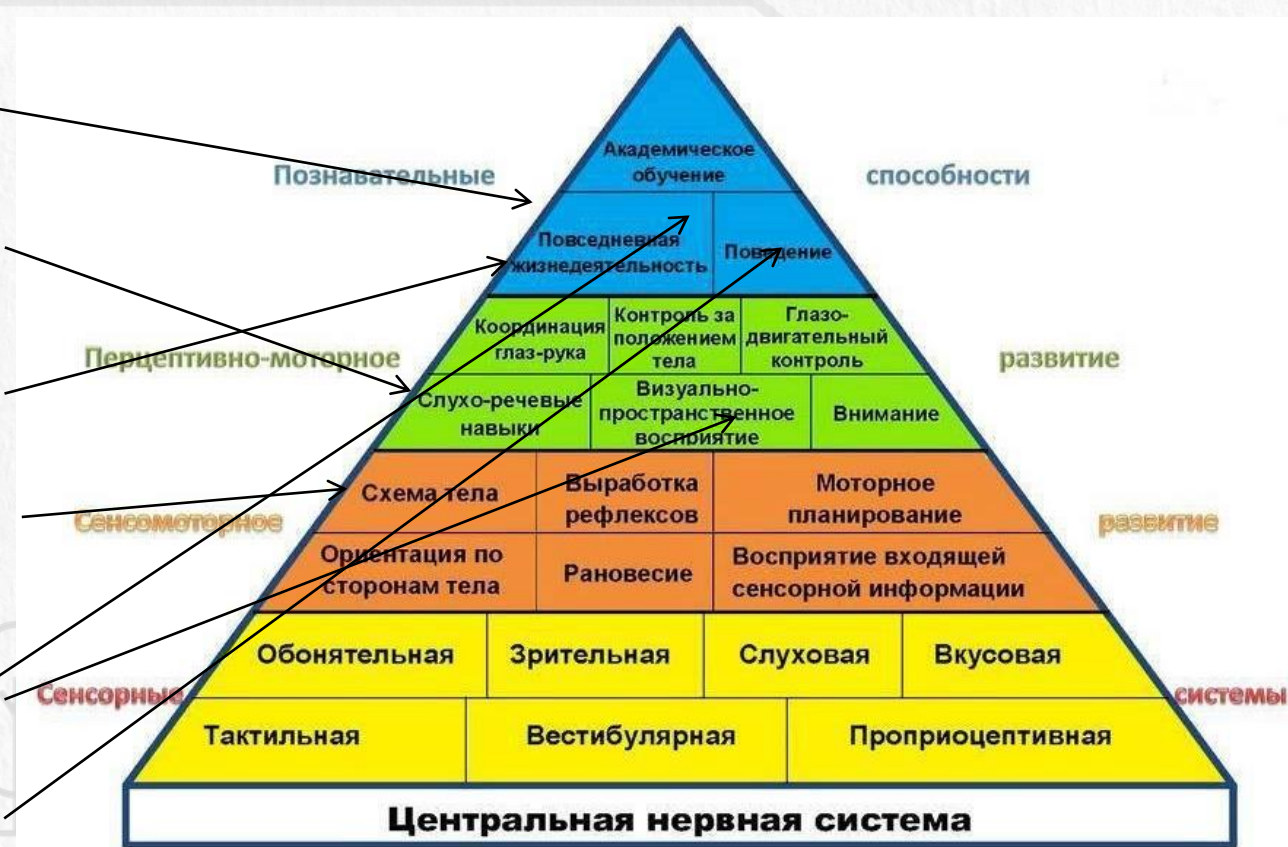 Академическое
обучение
Познавательные
способности
Повседневная
жизнедеятельность
Поведение
Координация
глаз-рука
Контроль за
положением
тела
Глазо-
двигательный
контроль
Перцептивно-моторное
развитие
Слухо-речевые
навыки
Визуально-
пространственное
восприятие
Внимание
Схема тела
Выработка
рефлексов
Моторное
планирование
Сенсомоторное
развитие
Ориентация по
сторонам тела
Рановесие
Восприятие входящей
сенсорной информации
Обонятельная
Зрительная
Слуховая
Вкусовая
Сенсорные
системы
Тактильная
Вестибулярная
Проприоцептивная
Центральная нервная система